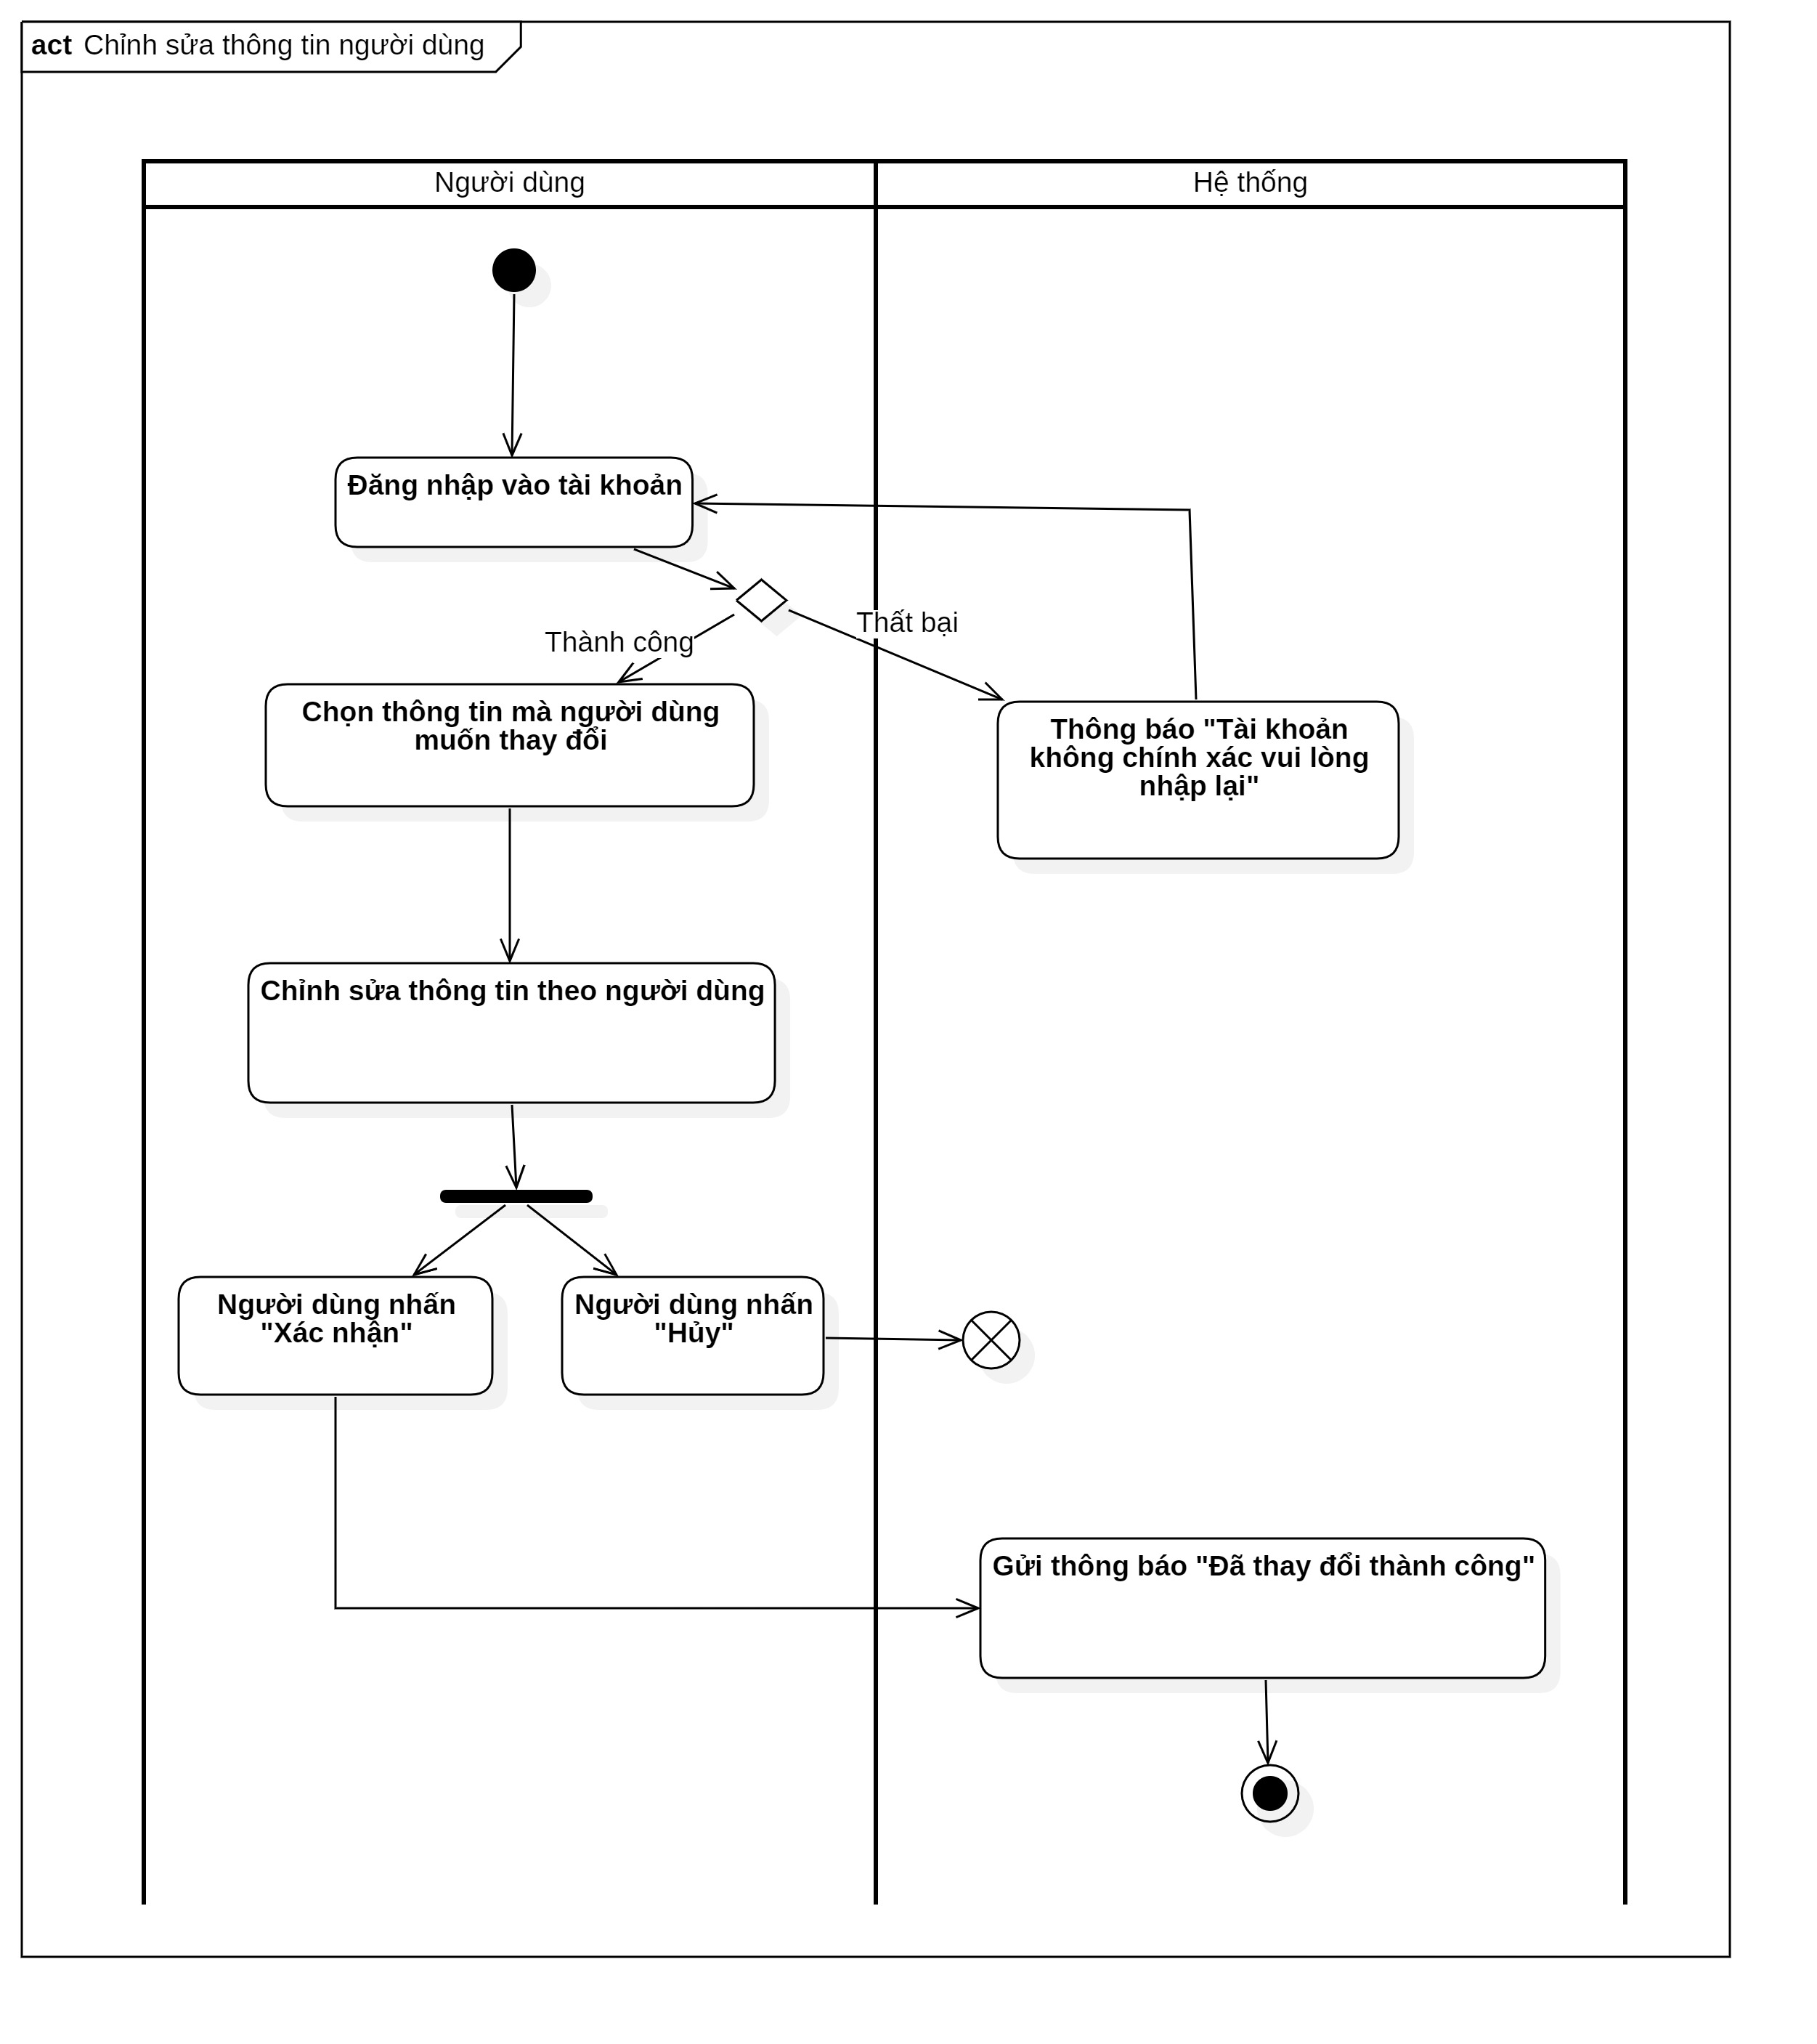 act Chỉnh sửa thông tin người dùng
Người dùng
Hệ thống
Đăng nhập vào tài khoản
Thất bại
Thành công
Chọn thông tin mà người dùng
muốn thay đổi
Thông báo "Tài khoản
không chính xác vui lòng
nhập lại"
Chỉnh sửa thông tin theo người dùng
Người dùng nhấn
"Xác nhận"
Người dùng nhấn
"Hủy"
Gửi thông báo "Đã thay đổi thành công"